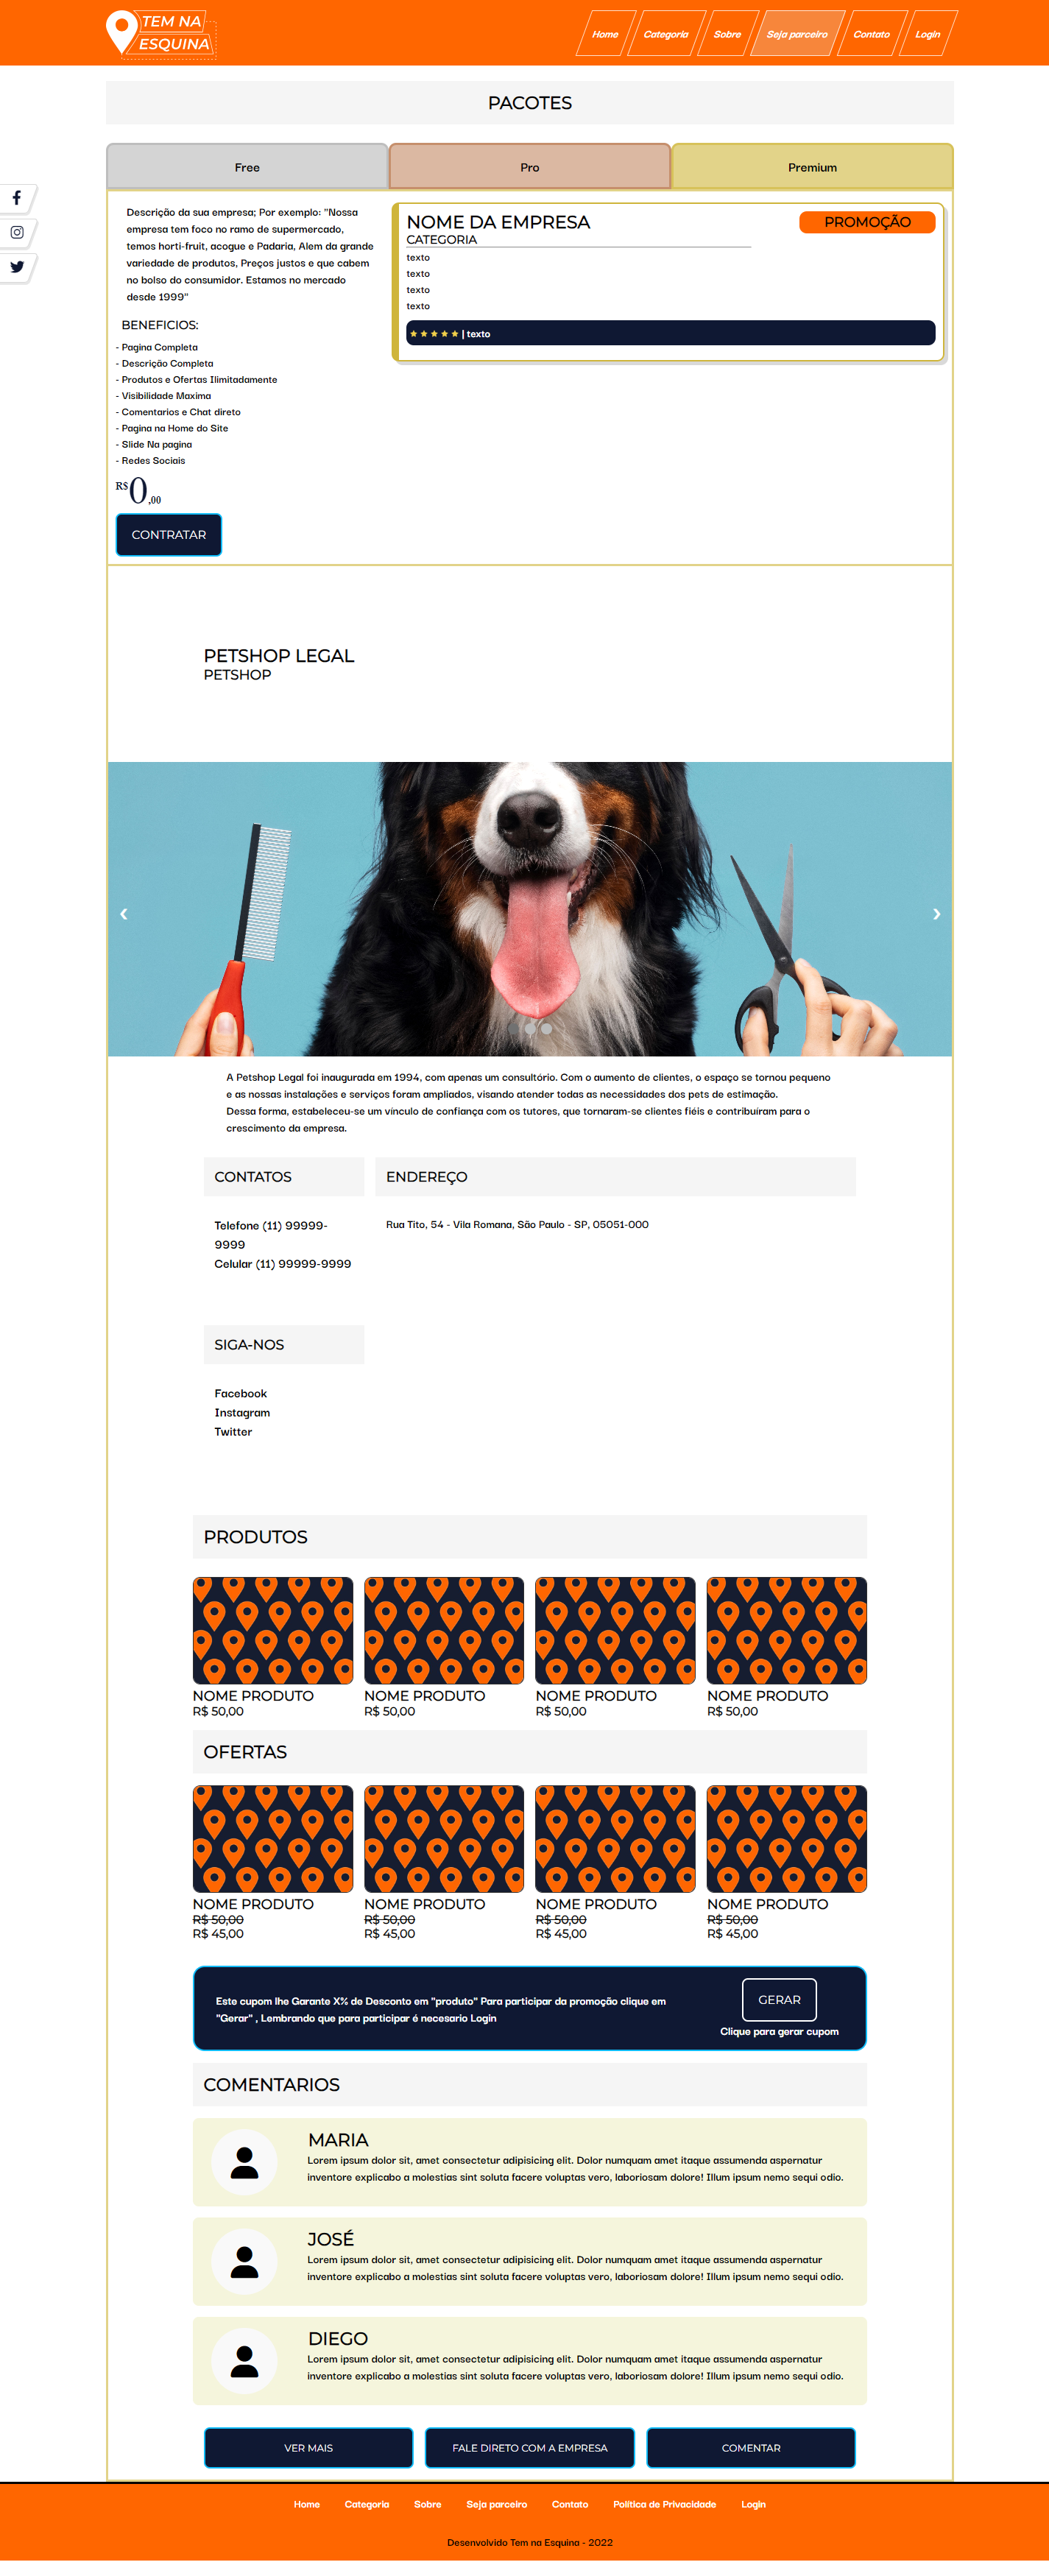 TEM NA
ESQUINA
Home
Categoria
Sobre
Seja parceiro
Contato
Login
PACOTES
Free
Pro
Premium
Descrição da sua empresa; Por exemplo: "Nossa
empresa tem foco no ramo de supermercado,
temos horti-fruit, acogue e Padaria, Alem da grande
variedade de produtos, Preços justos e que cabem
no bolso do consumidor. Estamos no mercado
desde 1999"
BENEFICIOS:
- Pagina Completa
- Descrição Completa
- Produtos e Ofertas Ilimitadamente
- Visibilidade Maxima
- Comentarios e Chat direto
- Pagina na Home do Site
- Slide Na pagina
- Redes Sociais
R$0,00
CONTRATAR
NOME DA EMPRESA
PROMOÇÃO
CATEGORIA
texto
texto
texto
texto
★★★★★ | texto
PETSHOP LEGAL
PETSHOP
❮
❯
A Petshop Legal foi inaugurada em 1994, com apenas um consultório. Com o aumento de clientes, o espaço se tornou pequeno
e as nossas instalações e serviços foram ampliados, visando atender todas as necessidades dos pets de estimação.
Dessa forma, estabeleceu-se um vínculo de confiança com os tutores, que tornaram-se clientes fiéis e contribuíram para o
crescimento da empresa.
CONTATOS
Telefone (11) 99999-
9999
Celular (11) 99999-9999
ENDEREÇO
Rua Tito, 54 - Vila Romana, São Paulo - SP, 05051-000
SIGA-NOS
Facebook
Instagram
Twitter
PRODUTOS
NOME PRODUTO
R$ 50,00
NOME PRODUTO
R$ 50,00
NOME PRODUTO
R$ 50,00
NOME PRODUTO
R$ 50,00
OFERTAS
NOME PRODUTO
R$ 50,00
R$ 45,00
NOME PRODUTO
R$ 50,00
R$ 45,00
NOME PRODUTO
R$ 50,00
R$ 45,00
NOME PRODUTO
R$ 50,00
R$ 45,00
Este cupom lhe Garante X% de Desconto em "produto" Para participar da promoção clique em
"Gerar" , Lembrando que para participar é necesario Login
GERAR
Clique para gerar cupom
COMENTARIOS
MARIA
Lorem ipsum dolor sit, amet consectetur adipisicing elit. Dolor numquam amet itaque assumenda aspernatur
inventore explicabo a molestias sint soluta facere voluptas vero, laboriosam dolore! Illum ipsum nemo sequi odio.
JOSÉ
Lorem ipsum dolor sit, amet consectetur adipisicing elit. Dolor numquam amet itaque assumenda aspernatur
inventore explicabo a molestias sint soluta facere voluptas vero, laboriosam dolore! Illum ipsum nemo sequi odio.
DIEGO
Lorem ipsum dolor sit, amet consectetur adipisicing elit. Dolor numquam amet itaque assumenda aspernatur
inventore explicabo a molestias sint soluta facere voluptas vero, laboriosam dolore! Illum ipsum nemo sequi odio.
VER MAIS
FALE DIRETO COM A EMPRESA
COMENTAR
Home
Categoria
Sobre
Seja parceiro
Contato
Política de Privacidade
Login
Desenvolvido Tem na Esquina - 2022